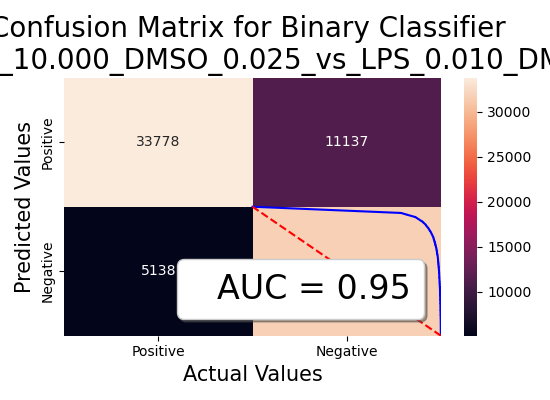 Confusion Matrix for Binary Classifier
_10.000_DMSO_0.025_vs_LPS_0.010_DM
Predicted Values
Positive
Negative
33778
11137
5138
AUC = 0.95
Positive
Negative
Actual Values
30000
25000
20000
15000
10000